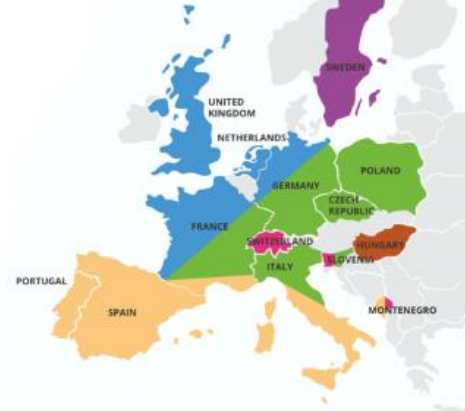 SWEDEN
UNITED
KINGDOM
NETHERLANDS
POLAND
GERMANY
CZECH
REPUBLIC
FRANCE
SWITZERLAND
HUNGARY
SLOVENIA
ITALY
PORTUGAL
SPAIN
MONTENEGRO